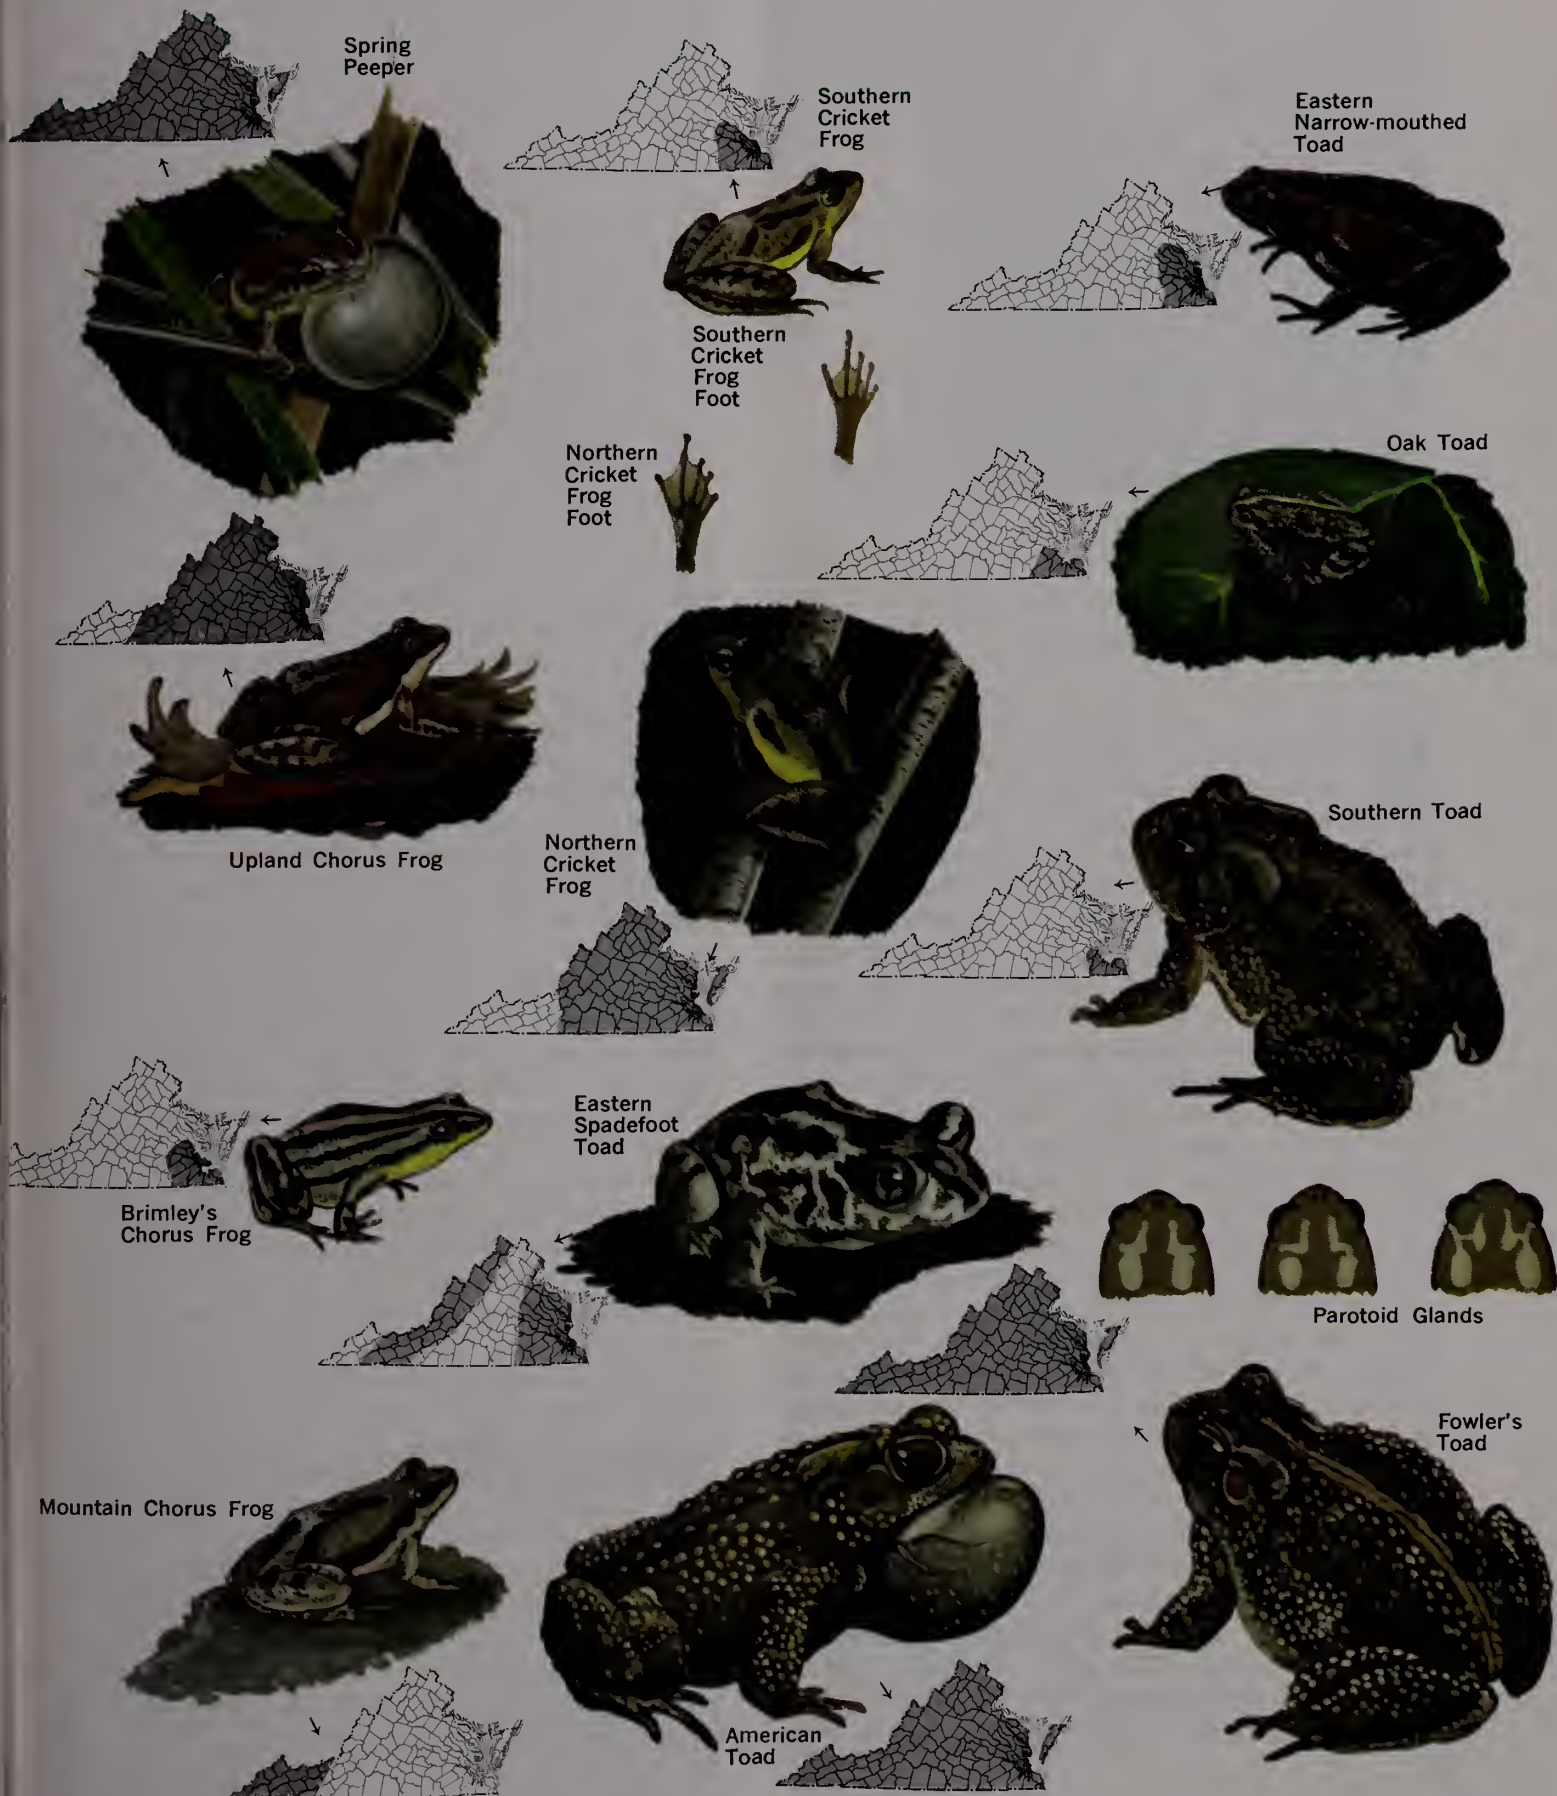 Spring
Peeper
Southern
Cricket
Frog
Eastern
Narrow-mouthed
Toad
Southern
Cricket
Frog
Foot
Northern
Cricket
Frog
Foot
Oak Toad
Upland Chorus Frog
Northern
Cricket
Frog
Southern Toad
Eastern
Spadefoot
Toad
Brimley's
Chorus Frog
Parotoid Glands
Fowler's
Toad
Mountain Chorus Frog
American
Toad